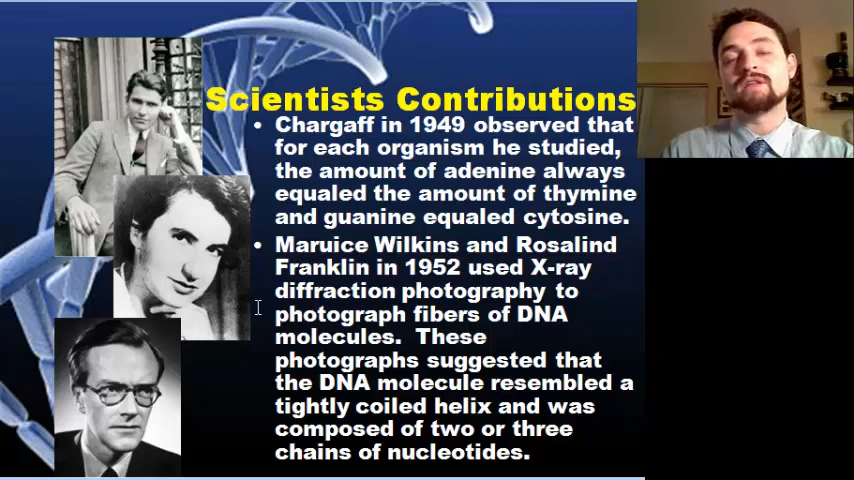 Scientists Contributions
• Chargaff in 1949 observed that
for each organism he studied,
the amount of adenine always
equaled the amount of thymine
and guanine equaled cytosine.
• Maruice Wilkins and Rosalind
Franklin in 1952 used X-ray
diffraction photography to
photograph fibers of DNA
molecules. These
photographs suggested that
the DNA molecule resembled a
tightly coiled helix and was
composed of two or three
chains of nucleotides.